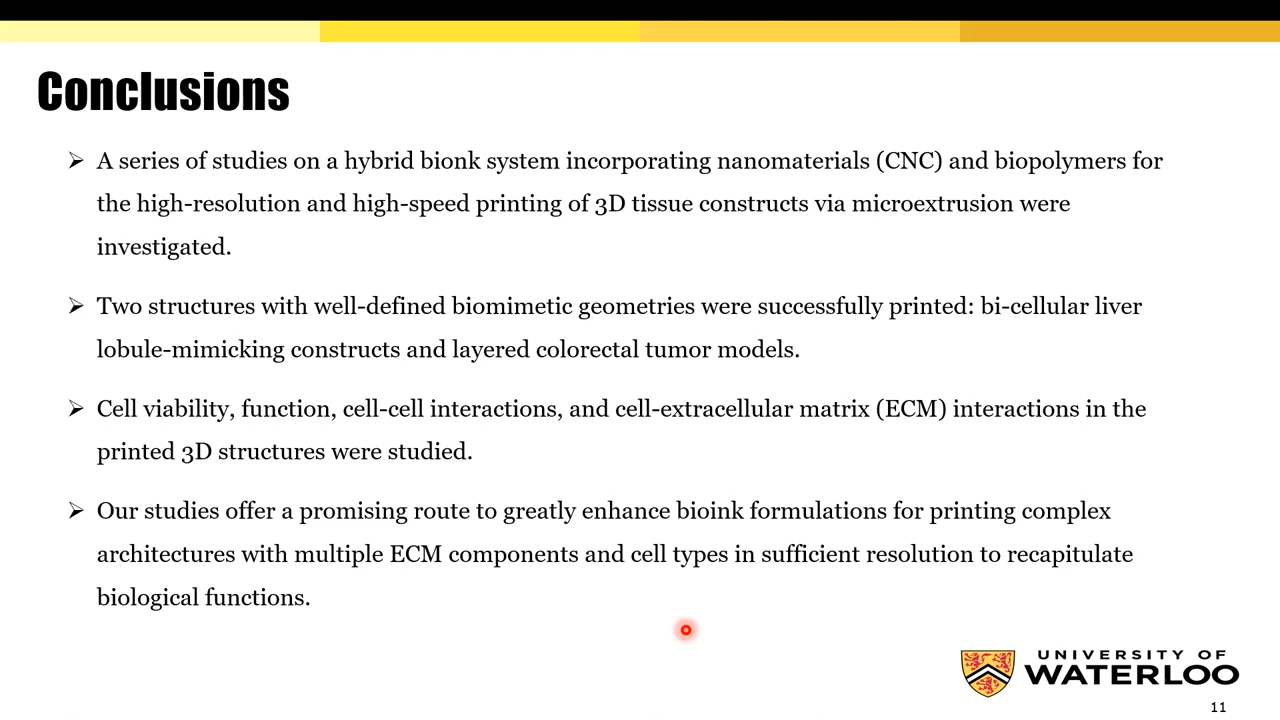 Conclusions
➢ A series of studies on a hybrid bionk system incorporating nanomaterials (CNC) and biopolymers for
the high-resolution and high-speed printing of 3D tissue constructs via microextrusion were
investigated.
➢ Two structures with well-defined biomimetic geometries were successfully printed: bi-cellular liver
lobule-mimicking constructs and layered colorectal tumor models.
➢ Cell viability, function, cell-cell interactions, and cell-extracellular matrix (ECM) interactions in the
printed 3D structures were studied.
➢ Our studies offer a promising route to greatly enhance bioink formulations for printing complex
architectures with multiple ECM components and cell types in sufficient resolution to recapitulate
biological functions.
UNIVERSITY OF
WATERLOO
11